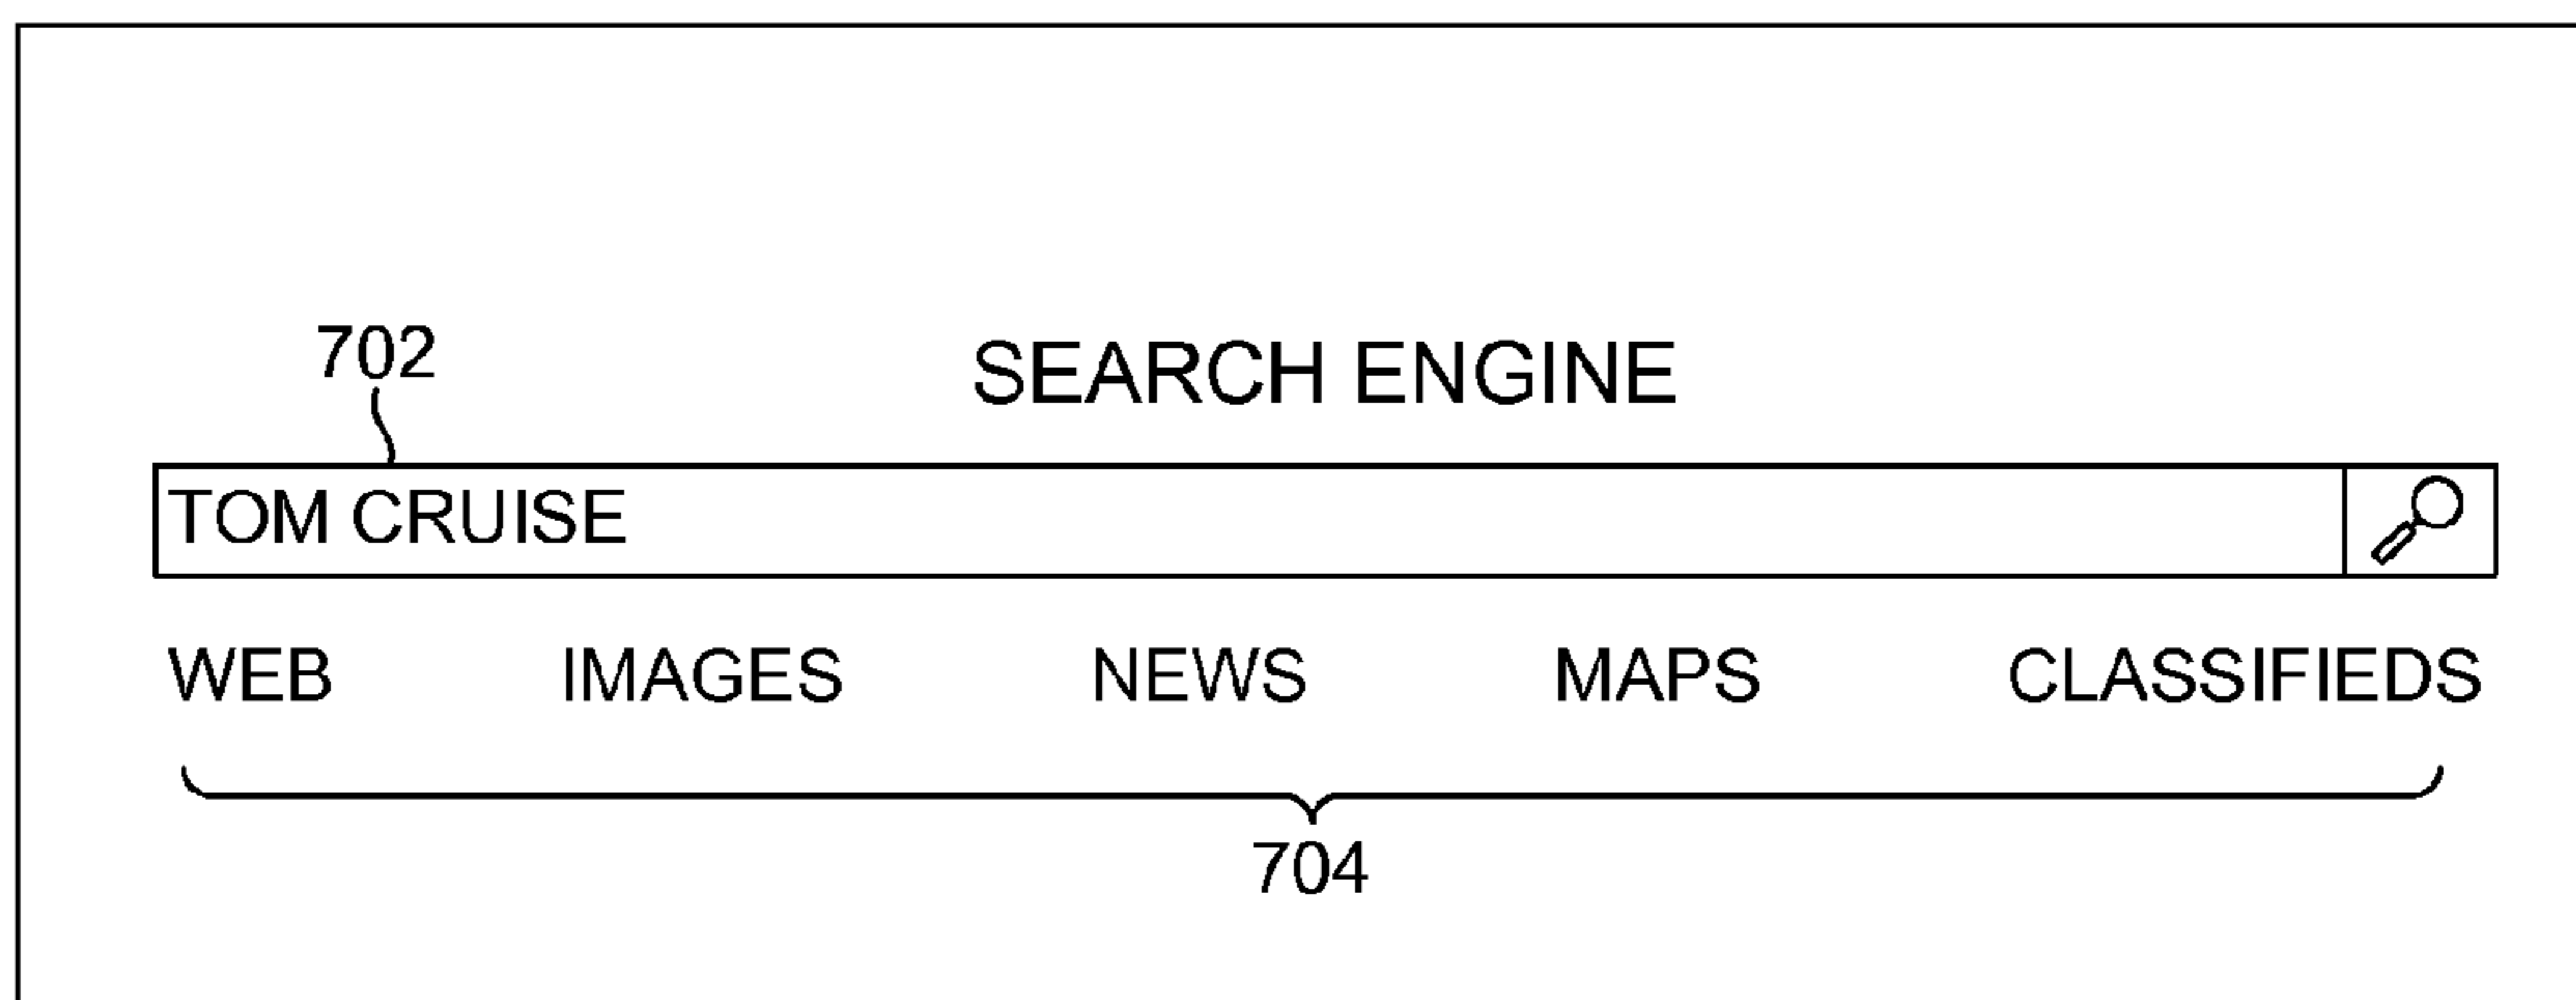 702
SEARCH ENGINE
TOM CRUISE
WEB IMAGES NEWS MAPS CLASSIFIEDS
704